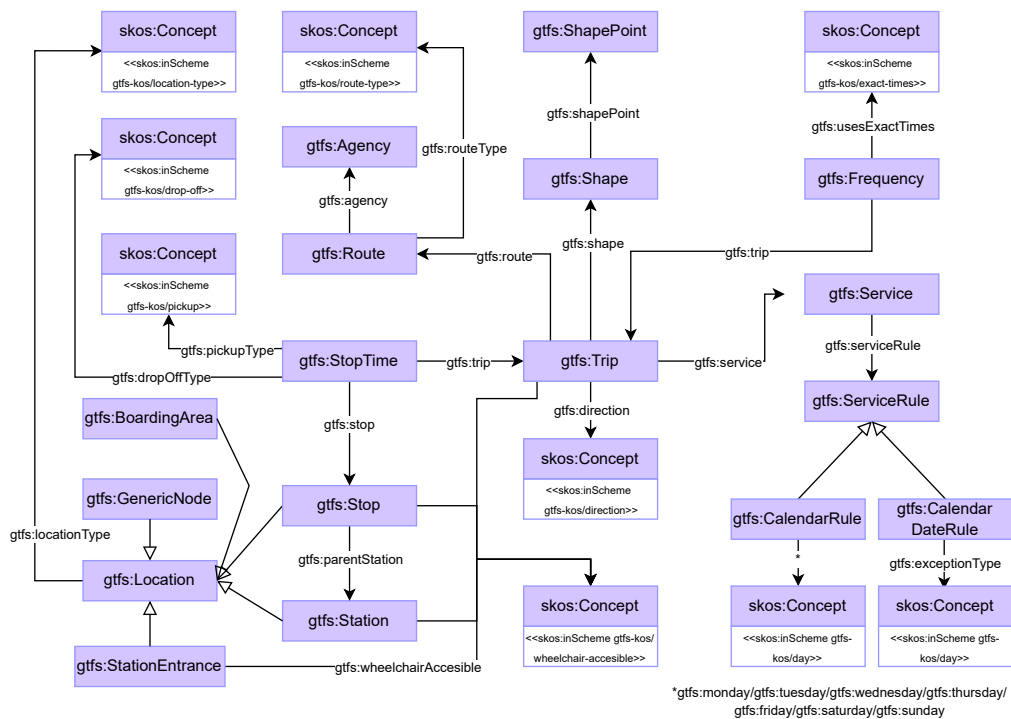 skos:Concept
<<skos:inScheme
gtfs-kos/location-type>>
skos:Concept
<<skos:inScheme
gtfs-kos/route-type>>
gtfs:ShapePoint
skos:Concept
<<skos:inScheme
gtfs-kos/exact-times>>
skos:Concept
<<skos:inScheme
gtfs-kos/drop-off>>
gtfs:Agency
gtfs:routeType
gtfs:shapePoint
gtfs:usesExactTimes
gtfs:agency
gtfs:Shape
gtfs:Frequency
skos:Concept
<<skos:inScheme
gtfs-kos/pickup>>
gtfs:Route
gtfs:route
gtfs:shape
gtfs:trip
gtfs:Service
gtfs:pickupType
gtfs:dropOffType
gtfs:StopTime
gtfs:trip
gtfs:Trip
gtfs:service
gtfs:serviceRule
gtfs:BoardingArea
gtfs:stop
gtfs:direction
gtfs:ServiceRule
skos:Concept
<<skos:inScheme
gtfs-kos/direction>>
gtfs:GenericNode
gtfs:Stop
gtfs:CalendarRule
gtfs:Calendar
DateRule
gtfs:locationType
gtfs:parentStation
*
gtfs:exceptionType
gtfs:Location
gtfs:Station
skos:Concept
<<skos:inScheme gtfs-kos/
wheelchair-accesible>>
skos:Concept
<<skos:inScheme gtfs-
kos/day>>
skos:Concept
<<skos:inScheme gtfs-
kos/day>>
gtfs:StationEntrance
gtfs:wheelchairAccesible
*gtfs:monday/gtfs:tuesday/gtfs:wednesday/gtfs:thursday/
gtfs:friday/gtfs:saturday/gtfs:sunday